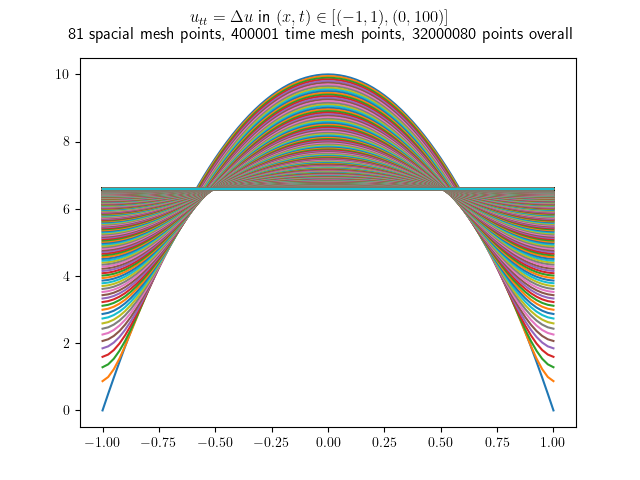 $u_{tt} = \Delta u$ in $(x, t) \in [(-1, 1), (0, 100)]$
81 spacial mesh points, 400001 time mesh points, 32000080 points overall
10
8
6
4
2
0
−1.00 −0.75 −0.50 −0.25 0.00 0.25 0.50 0.75 1.00